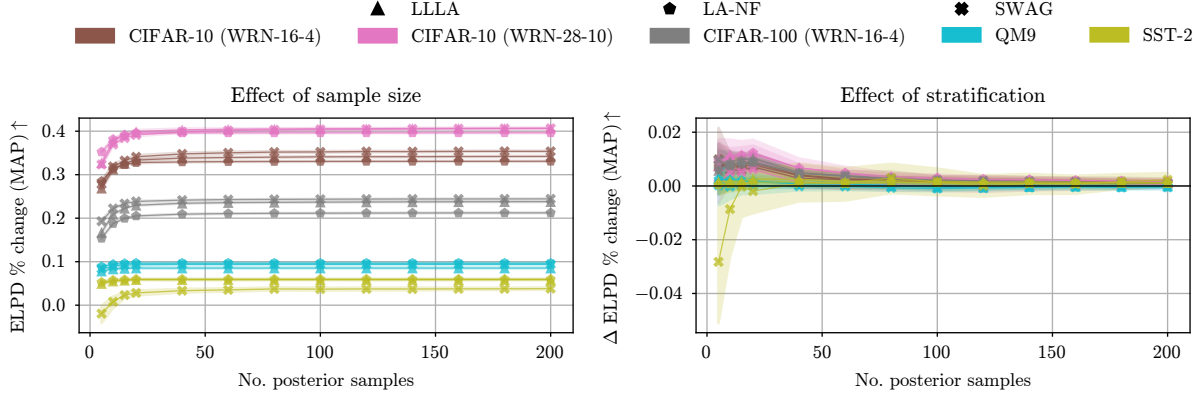 LLLA LA-NF SWAG
CIFAR-10 (WRN-16-4) CIFAR-10 (WRN-28-10) CIFAR-100 (WRN-16-4) QM9 SST-2
Effect of sample size
ELPD % change (MAP) ↑
0.4
0.3
0.2
0.1
0.0
0 50 100 150 200
No. posterior samples
Effect of stratification
Δ ELPD % change (MAP) ↑
0.02
0.00
−0.02
−0.04
0 50 100 150 200
No. posterior samples